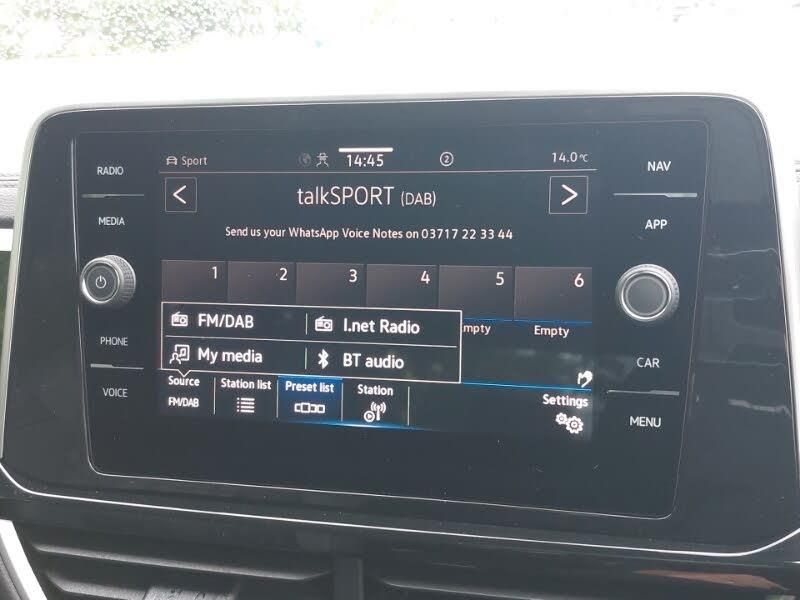 RADIO
MEDIA
PHONE
VOICE
Sport
14:45
2
14.0°C
talkSPORT (DAB)
Send us your WhatsApp Voice Notes on 03717 22 33 44
1 2 3 4 5 6
mpty Empty
FM/DAB I.net Radio
My media BT audio
Source Station list Preset list Station Settings
FM/DAB
NAV
APP
CAR
MENU